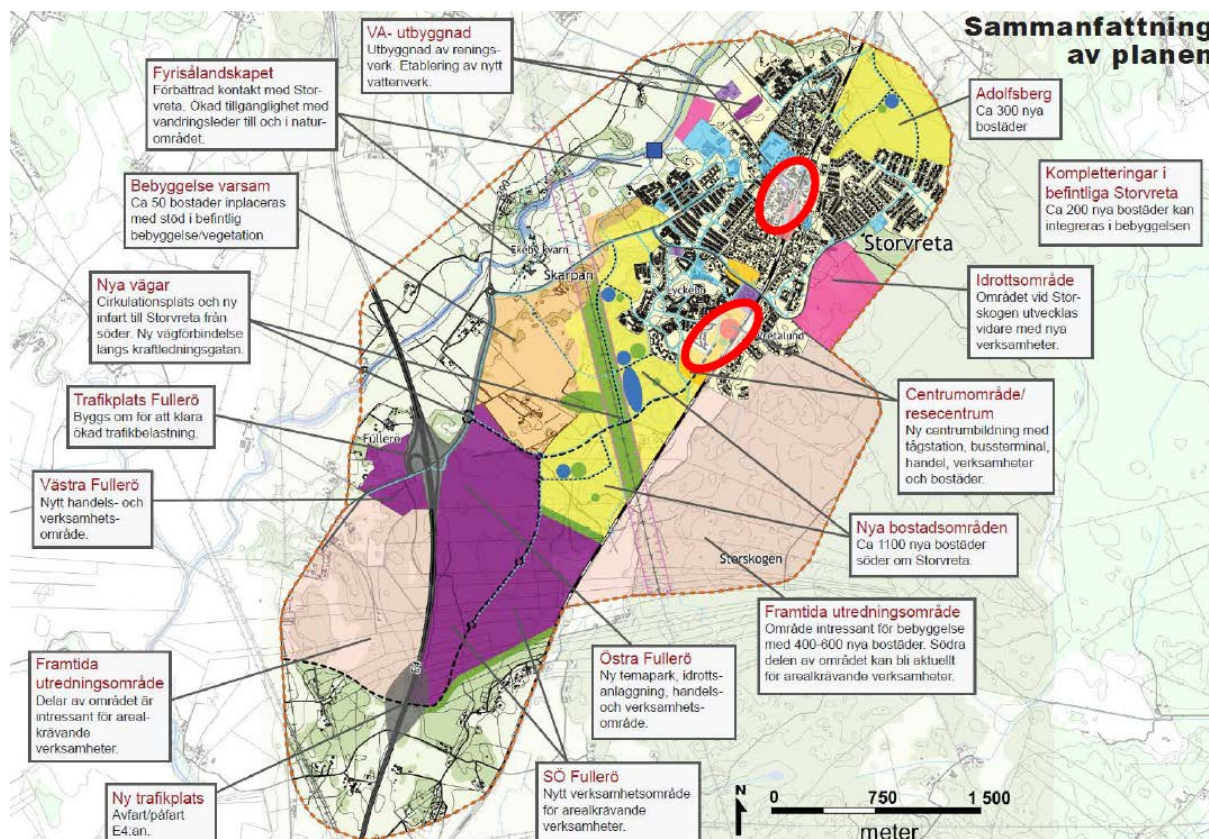 Sammanfattning
av planen
VA- utbyggnad
Utbyggnad av renings-
verk. Etablering av nytt
vattenverk.
Fyrisålandskapet
Förbättrad kontakt med Stor-
vreta. Ökad tillgänglighet med
vandringsleder till och i natur-
området.
Bebyggelse varsam
Ca 50 bostäder inplaceras
med stöd i befintlig
bebyggelse/vegetation
Nya vägar
Cirkulationsplats och ny
infart till Storvreta från
söder. Ny vägförbindelse
längs kraftledningsgatan.
Trafikplats Fullerö
Byggs om för att klara
ökad trafikbelastning.
Västra Fullerö
Nytt handels- och
verksamhets-
område.
Framtida
utredningsområde
Delar av området är
intressant för areal-
krävande
verksamheter.
Ny trafikplats
Avfart/påfart
E4:an.
Adolfsberg
Ca 300 nya
bostäder
Kompletteringar i
befintliga Storvreta
Ca 200 nya bostäder kan
integreras i bebyggelsen
Idrottsområde
Området vid Stor-
skogen utvecklas
vidare med nya
verksamheter.
Centrumområde/
resecentrum
Ny centrumbildning med
tågstation, bussterminal,
handel, verksamheter
och bostäder.
Nya bostadsområden
Ca 1100 nya bostäder
söder om Storvreta.
Framtida utredningsområde
Område intressant för bebyggelse
med 400-600 nya bostäder. Södra
delen av området kan bli aktuellt
för arealkrävande verksamheter.
Östra Fullerö
Ny temapark, idrotts-
anläggning, handels-
och verksamhets-
område.
SÖ Fullerö
Nytt verksamhetsområde
för arealkrävande
verksamheter.
Storvreta
Ekeby kvarn
Skärpan
Lyckebo
Fullerö
Storskogen
E4
N
0 750 1 500
meter